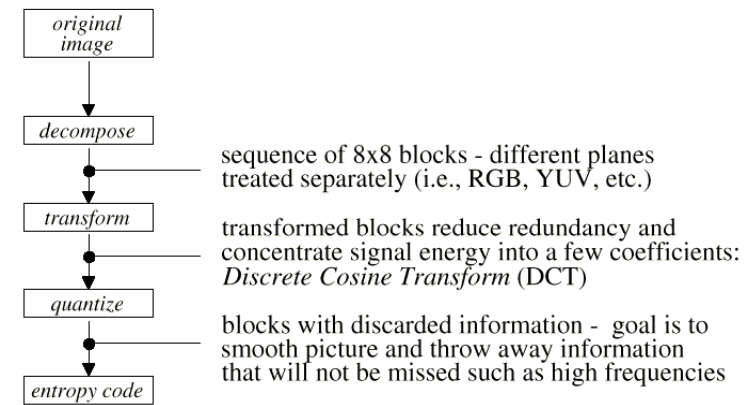 original
image
decompose
sequence of 8x8 blocks - different planes
treated separately (i.e., RGB, YUV, etc.)
transform
transformed blocks reduce redundancy and
concentrate signal energy into a few coefficients:
Discrete Cosine Transform (DCT)
quantize
blocks with discarded information - goal is to
smooth picture and throw away information
that will not be missed such as high frequencies
entropy code